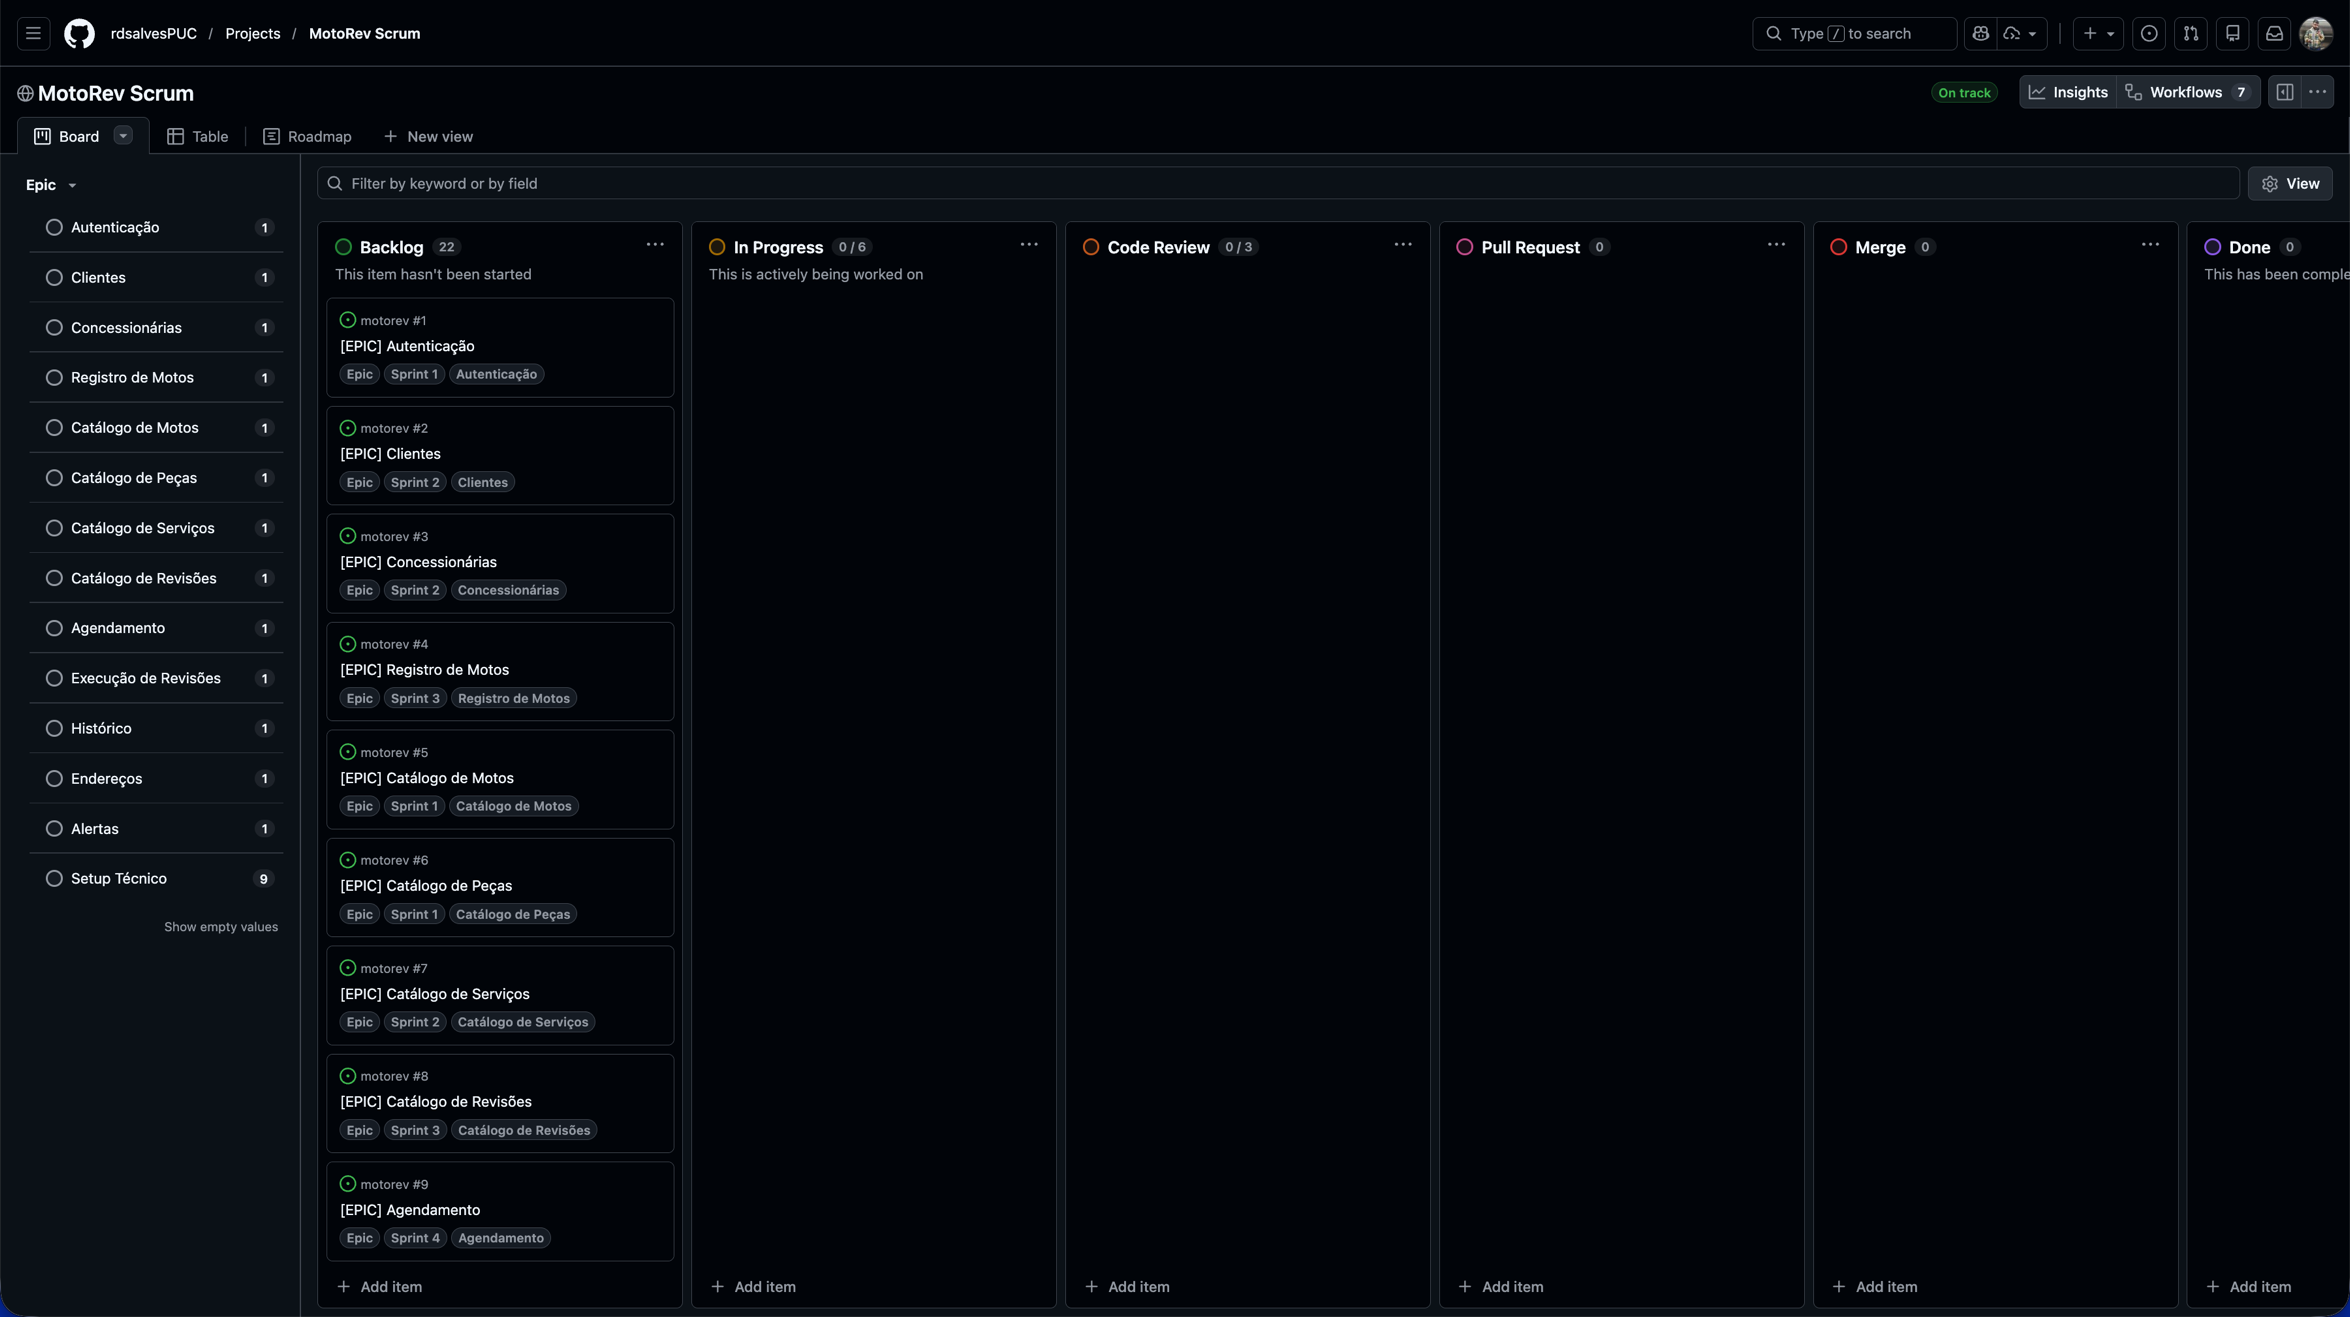 rdsalvesPUC / Projects / MotoRev Scrum
Type / to search
MotoRev Scrum
On track
Insights
Workflows 7
Board
Table
Roadmap
New view
Epic
Autenticação 1
Clientes 1
Concessionárias 1
Registro de Motos 1
Catálogo de Motos 1
Catálogo de Peças 1
Catálogo de Serviços 1
Catálogo de Revisões 1
Agendamento 1
Execução de Revisões 1
Histórico 1
Endereços 1
Alertas 1
Setup Técnico 9
Show empty values
Filter by keyword or by field
View
Backlog 22
This item hasn't been started
motorev #1
[EPIC] Autenticação
Epic Sprint 1 Autenticação
motorev #2
[EPIC] Clientes
Epic Sprint 2 Clientes
motorev #3
[EPIC] Concessionárias
Epic Sprint 2 Concessionárias
motorev #4
[EPIC] Registro de Motos
Epic Sprint 3 Registro de Motos
motorev #5
[EPIC] Catálogo de Motos
Epic Sprint 1 Catálogo de Motos
motorev #6
[EPIC] Catálogo de Peças
Epic Sprint 1 Catálogo de Peças
motorev #7
[EPIC] Catálogo de Serviços
Epic Sprint 2 Catálogo de Serviços
motorev #8
[EPIC] Catálogo de Revisões
Epic Sprint 3 Catálogo de Revisões
motorev #9
[EPIC] Agendamento
Epic Sprint 4 Agendamento
Add item
In Progress 0 / 6
This is actively being worked on
Add item
Code Review 0 / 3
Add item
Pull Request 0
Add item
Merge 0
Add item
Done 0
This has been comple
Add item